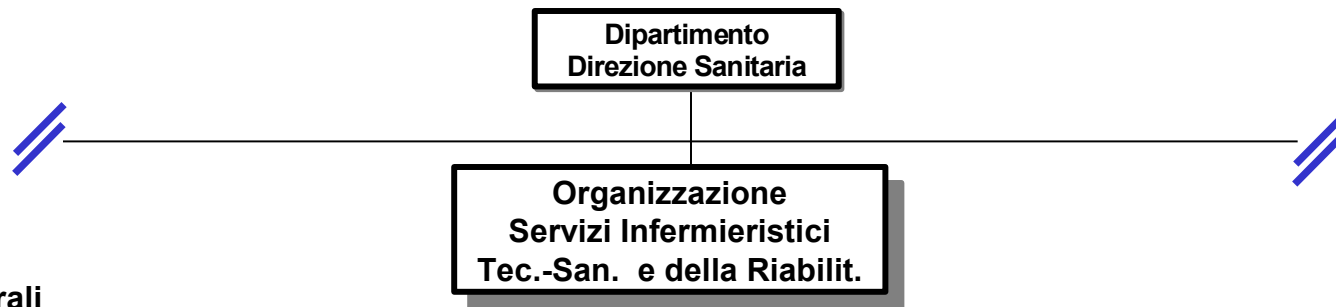 Dipartimento
Direzione Sanitaria
Organizzazione
Servizi Infermieristici
Tec.-San. e della Riabilit.